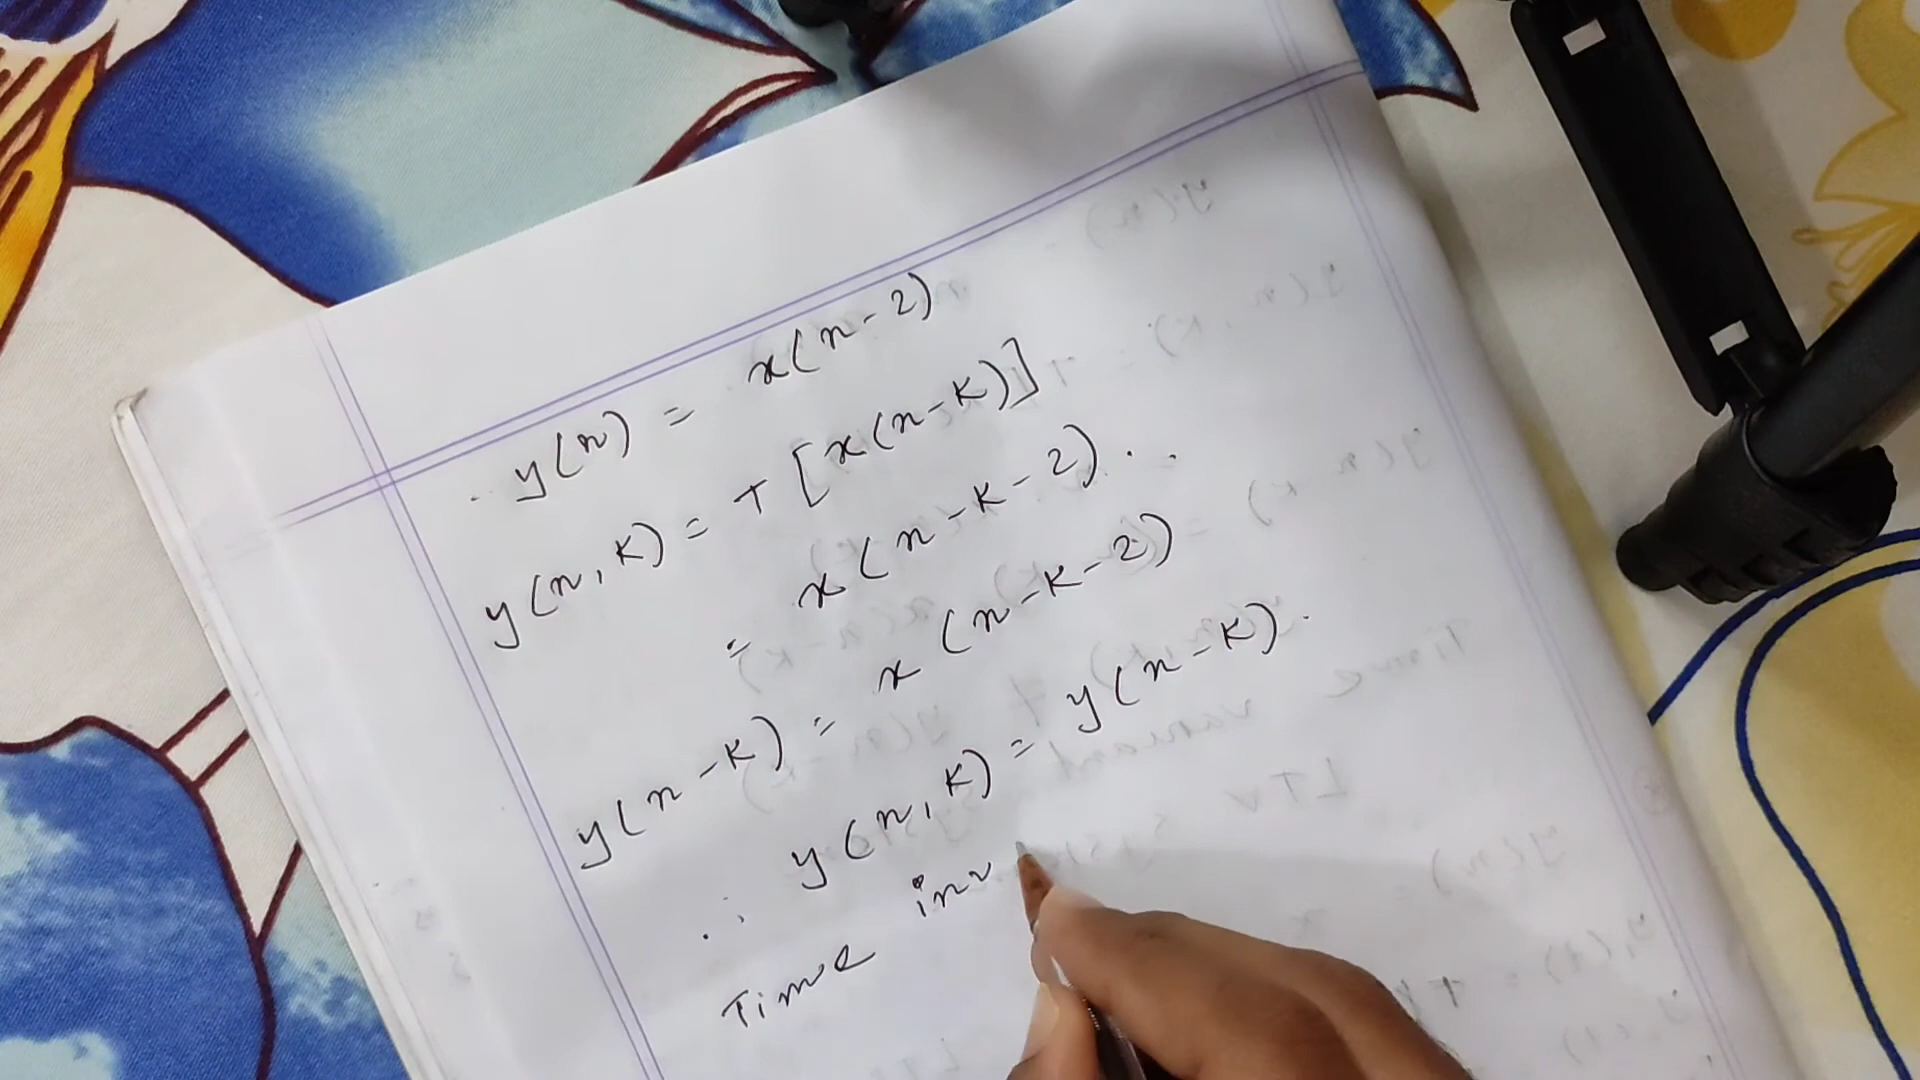 y(n) = x(n-2)
y(n,k) = T[x(n-k)]
= x(n-k-2)..
y(n-k) = x(n-k-2)
∴ y(n,k) = y(n-k).
Time inv